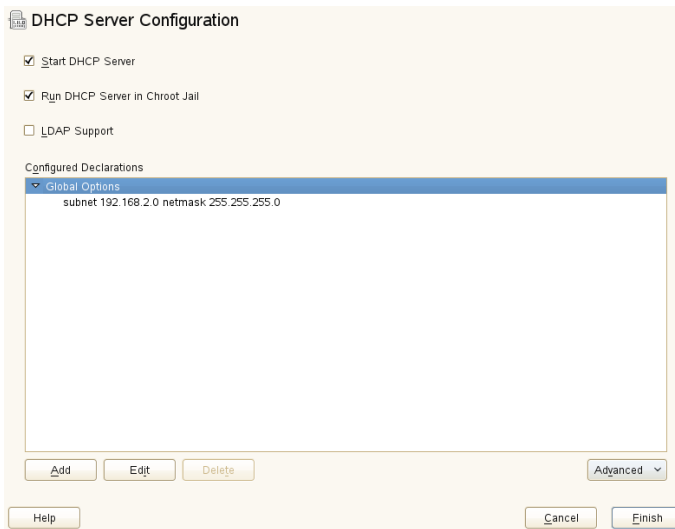 DHCP Server Configuration
Start DHCP Server
Run DHCP Server in Chroot Jail
LDAP Support
Configured Declarations
Global Options
subnet 192.168.2.0 netmask 255.255.255.0
Add Edit Delete Advanced
Help Cancel Finish